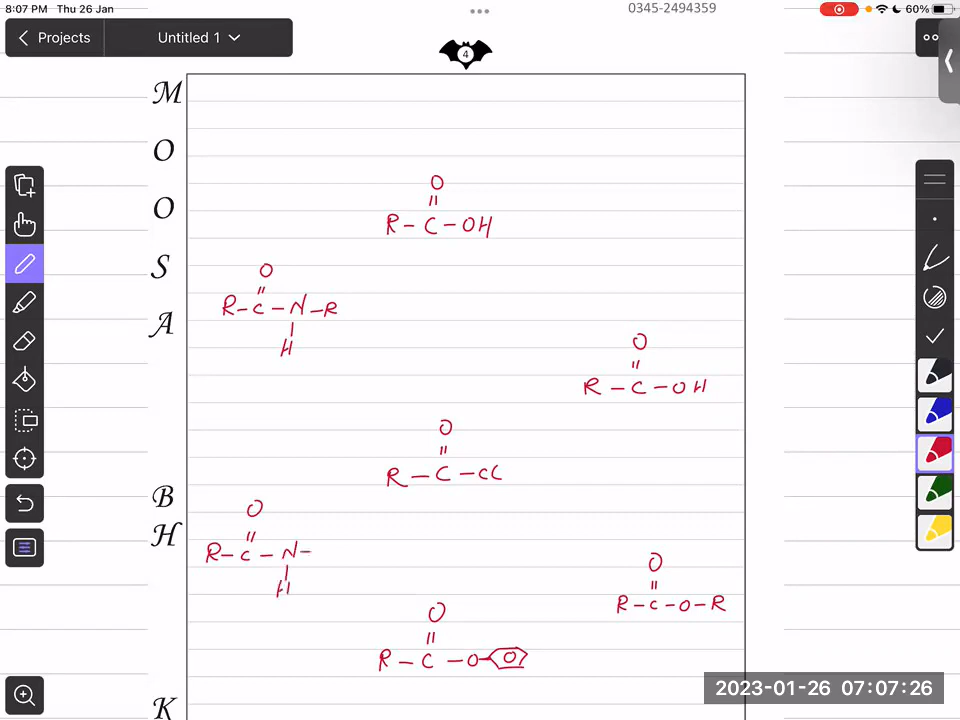 8:07 PM Thu 26 Jan
0345-2494359
60%
Projects
Untitled 1
4
M
O
O
S
A
B
H
K
O
R - C - OH
O
R - C - N - R
H
O
R - C - OH
O
R - C - Cl
O
R - C - N -
H
O
R - C - O - R
O
R - C - O -
2023-01-26 07:07:26